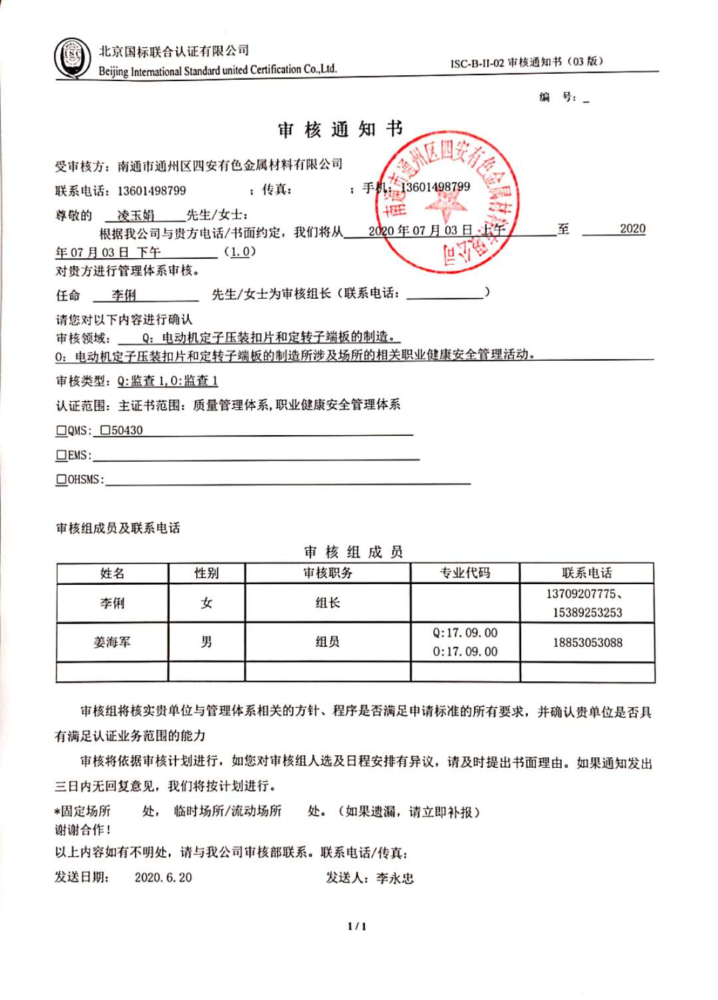 北京国标联合认证有限公司
Beijing International Standard united Certification Co.,Ltd.
ISC-B-II-02 审核通知书（03 版）
编 号：_
审 核 通 知 书
受审核方：南通市通州区四安有色金属材料有限公司
联系电话：13601498799 ；传真： ；手机：13601498799
尊敬的 凌玉娟 先生/女士：
根据我公司与贵方电话/书面约定，我们将从 2020 年 07 月 03 日 上午 至 2020
年 07 月 03 日 下午 （1.0）
对贵方进行管理体系审核。
任命 李俐 先生/女士为审核组长（联系电话： ）
请您对以下内容进行确认
审核领域： Q：电动机定子压装扣片和定转子端板的制造。
O：电动机定子压装扣片和定转子端板的制造所涉及场所的相关职业健康安全管理活动。
审核类型：Q:监查 1,O:监查 1
认证范围：主证书范围：质量管理体系,职业健康安全管理体系
□QMS: □50430
□EMS:
□OHSMS:
审核组成员及联系电话
审 核 组 成 员
姓名 性别 审核职务 专业代码 联系电话
李俐 女 组长 13709207775、
15389253253
姜海军 男 组员 Q:17.09.00
O:17.09.00 18853053088
审核组将核实贵单位与管理体系相关的方针、程序是否满足申请标准的所有要求，并确认贵单位是否具
有满足认证业务范围的能力
审核将依据审核计划进行，如您对审核组人选及日程安排有异议，请及时提出书面理由。如果通知发出
三日内无回复意见，我们将按计划进行。
*固定场所 处， 临时场所/流动场所 处。（如果遗漏，请立即补报）
谢谢合作！
以上内容如有不明处，请与我公司审核部联系。联系电话/传真：
发送日期： 2020.6.20 发送人：李永忠
1 / 1
南通市通州区四安有色金属材料有限公司
ISC